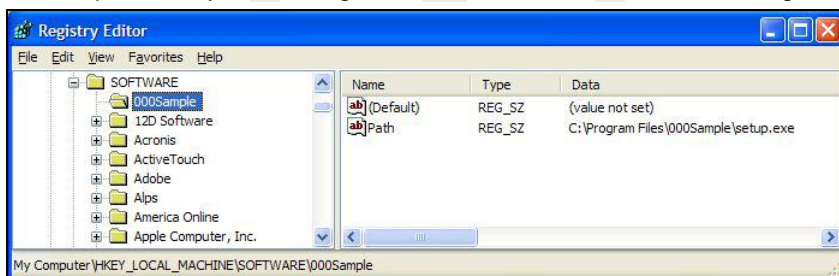 Registry Editor
File Edit View Favorites Help
SOFTWARE
000Sample
12D Software
Acronis
ActiveTouch
Adobe
Alps
America Online
Apple Computer, Inc.
Name Type Data
ab (Default) REG_SZ (value not set)
ab Path REG_SZ C:\Program Files\000Sample\setup.exe
My Computer\HKEY_LOCAL_MACHINE\SOFTWARE\000Sample